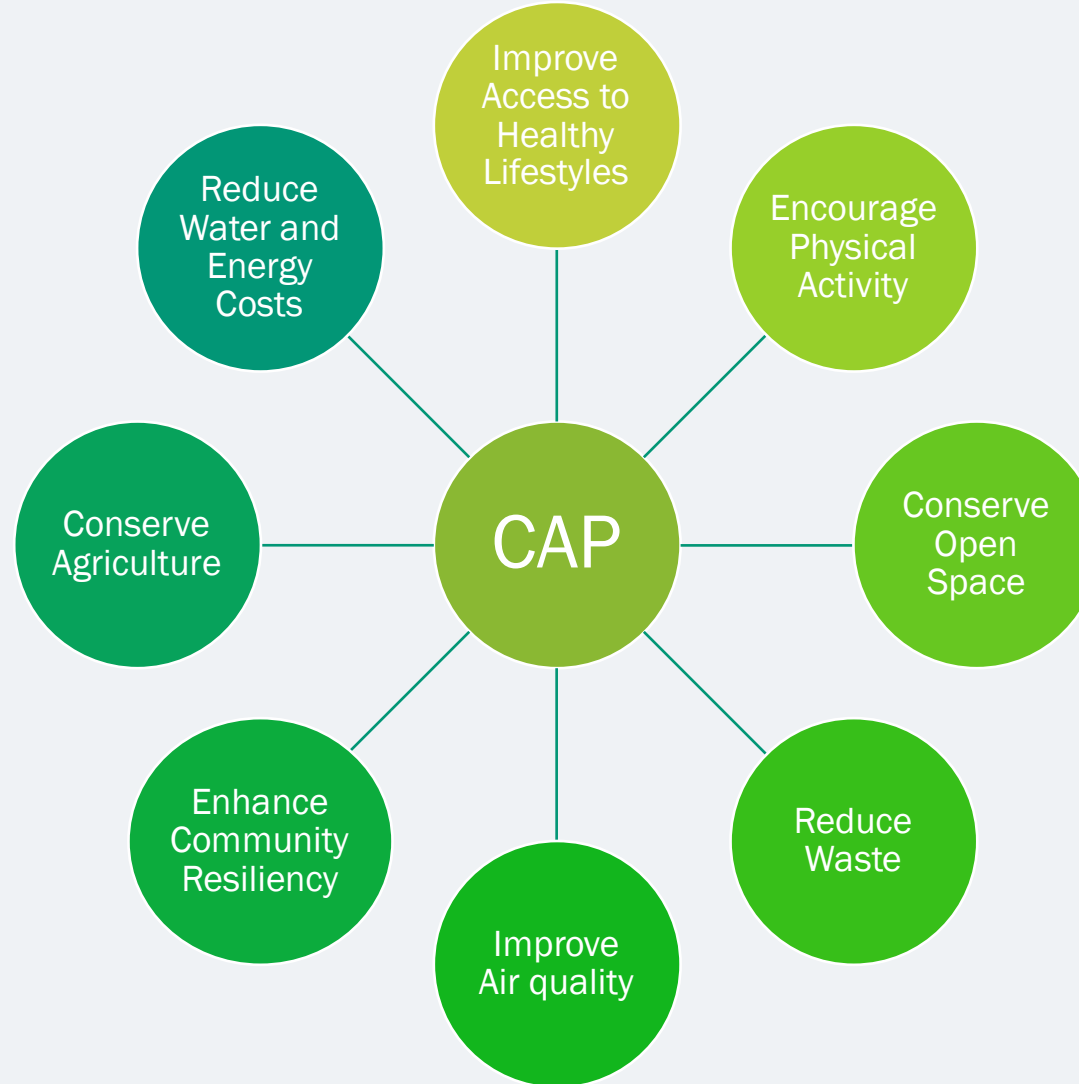 Improve
Access to
Healthy
Lifestyles
Encourage
Physical
Activity
Conserve
Open
Space
Reduce
Waste
Improve
Air quality
Enhance
Community
Resiliency
Conserve
Agriculture
Reduce
Water and
Energy
Costs
CAP